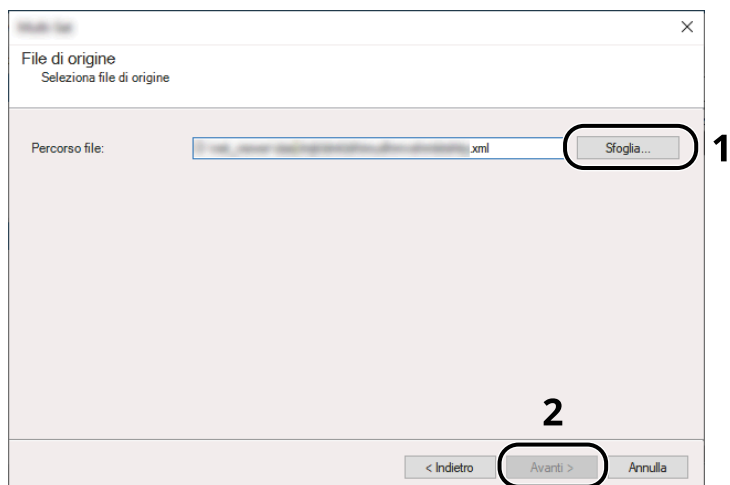 File di origine
Seleziona file di origine
Percorso file:
.xml
Sfoglia...
1
2
< Indietro
Avanti >
Annulla